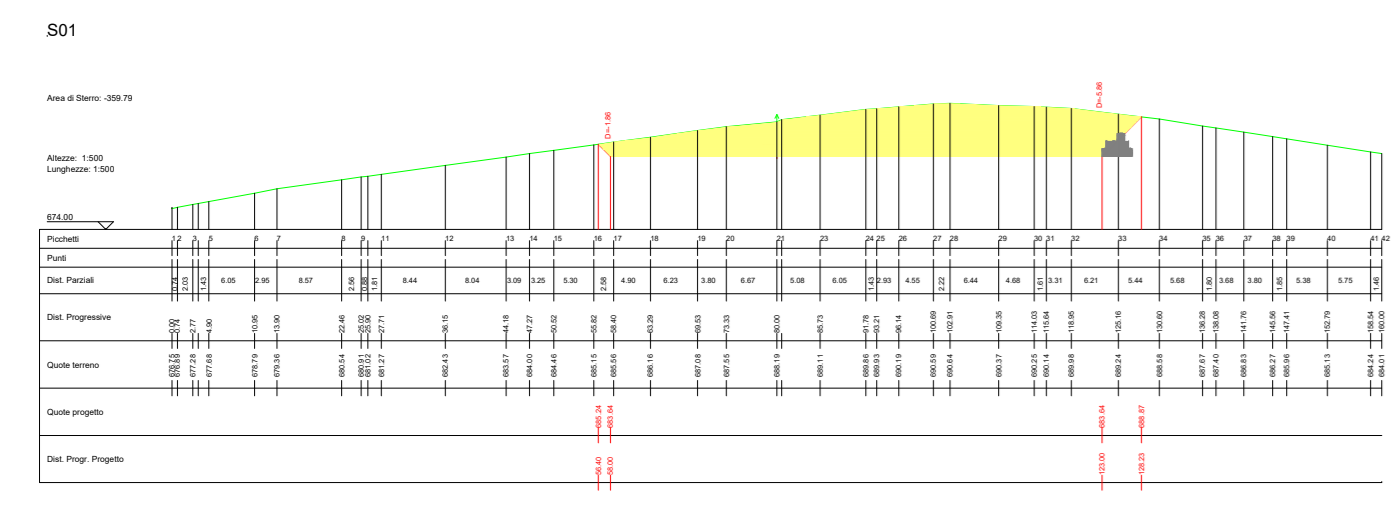 S01
Area di Sterro: -359.79
D=-1.86
D=-5.86
Altezze: 1:500
Lunghezze: 1:500
674.00
Picchetti 1 2 3 5 6 7 8 9 11 12 13 14 15 16 17 18 19 20 21 23 24 25 26 27 28 29 30 31 32 33 34 35 36 37 38 39 40 41 42
Punti
Dist. Parziali 0.74 2.03 1.43 6.05 2.95 8.57 2.56 0.88 1.81 8.44 8.04 3.09 3.25 5.30 2.58 4.90 6.23 3.80 6.67 5.08 6.05 1.43 2.93 4.55 2.22 6.44 4.68 1.61 3.31 6.21 5.44 5.68 1.80 3.68 3.80 1.85 5.38 5.75 1.46
Dist. Progressive 0.00 0.74 2.77 4.90 10.95 13.90 22.46 25.02 25.90 27.71 36.15 44.18 47.27 50.52 55.82 58.40 63.29 69.53 73.33 80.00 85.73 91.78 93.21 96.14 100.69 102.91 109.35 114.03 115.64 118.95 125.16 130.60 136.28 138.08 141.76 145.56 147.41 152.79 158.54 160.00
Quote terreno 676.75 676.89 677.28 677.68 678.79 679.36 680.54 680.91 681.02 681.27 682.43 683.57 684.00 684.46 685.15 685.56 686.16 687.08 687.55 688.19 689.11 689.86 689.93 690.19 690.59 690.64 690.37 690.25 690.14 689.98 689.24 688.58 687.67 687.40 686.83 686.27 685.96 685.13 684.24 684.01
Quote progetto 685.24 683.64 683.64 688.87
Dist. Progr. Progetto 56.40 58.00 123.00 128.23